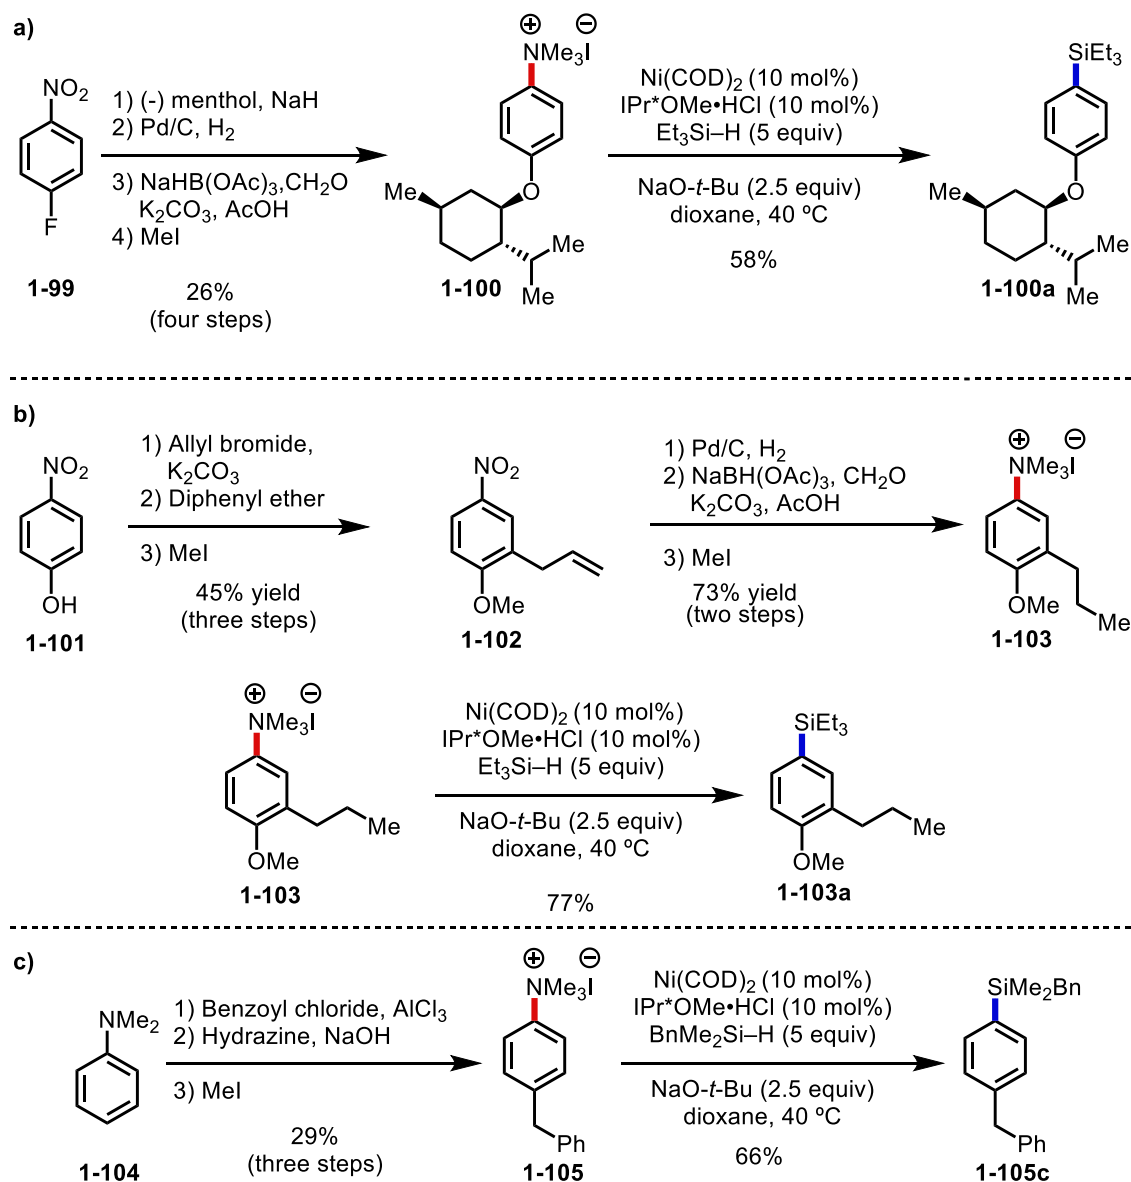 a)
NO2
F
1-99
1) (-) menthol, NaH
2) Pd/C, H2
3) NaHB(OAc)3,CH2O
K2CO3, AcOH
4) MeI
26%
(four steps)
⊕ ⊖
NMe3I
O
Me
Me
Me
1-100
Ni(COD)2 (10 mol%)
IPr*OMe•HCl (10 mol%)
Et3Si–H (5 equiv)
NaO-t-Bu (2.5 equiv)
dioxane, 40 ºC
58%
SiEt3
O
Me
Me
Me
1-100a
b)
NO2
OH
1-101
1) Allyl bromide,
K2CO3
2) Diphenyl ether
3) MeI
45% yield
(three steps)
NO2
OMe
1-102
1) Pd/C, H2
2) NaBH(OAc)3, CH2O
K2CO3, AcOH
3) MeI
73% yield
(two steps)
⊕ ⊖
NMe3I
OMe
Me
1-103
⊕ ⊖
NMe3I
Me
OMe
1-103
Ni(COD)2 (10 mol%)
IPr*OMe•HCl (10 mol%)
Et3Si–H (5 equiv)
NaO-t-Bu (2.5 equiv)
dioxane, 40 ºC
77%
SiEt3
Me
OMe
1-103a
c)
NMe2
1-104
1) Benzoyl chloride, AlCl3
2) Hydrazine, NaOH
3) MeI
29%
(three steps)
⊕ ⊖
NMe3I
Ph
1-105
Ni(COD)2 (10 mol%)
IPr*OMe•HCl (10 mol%)
BnMe2Si–H (5 equiv)
NaO-t-Bu (2.5 equiv)
dioxane, 40 ºC
66%
SiMe2Bn
Ph
1-105c